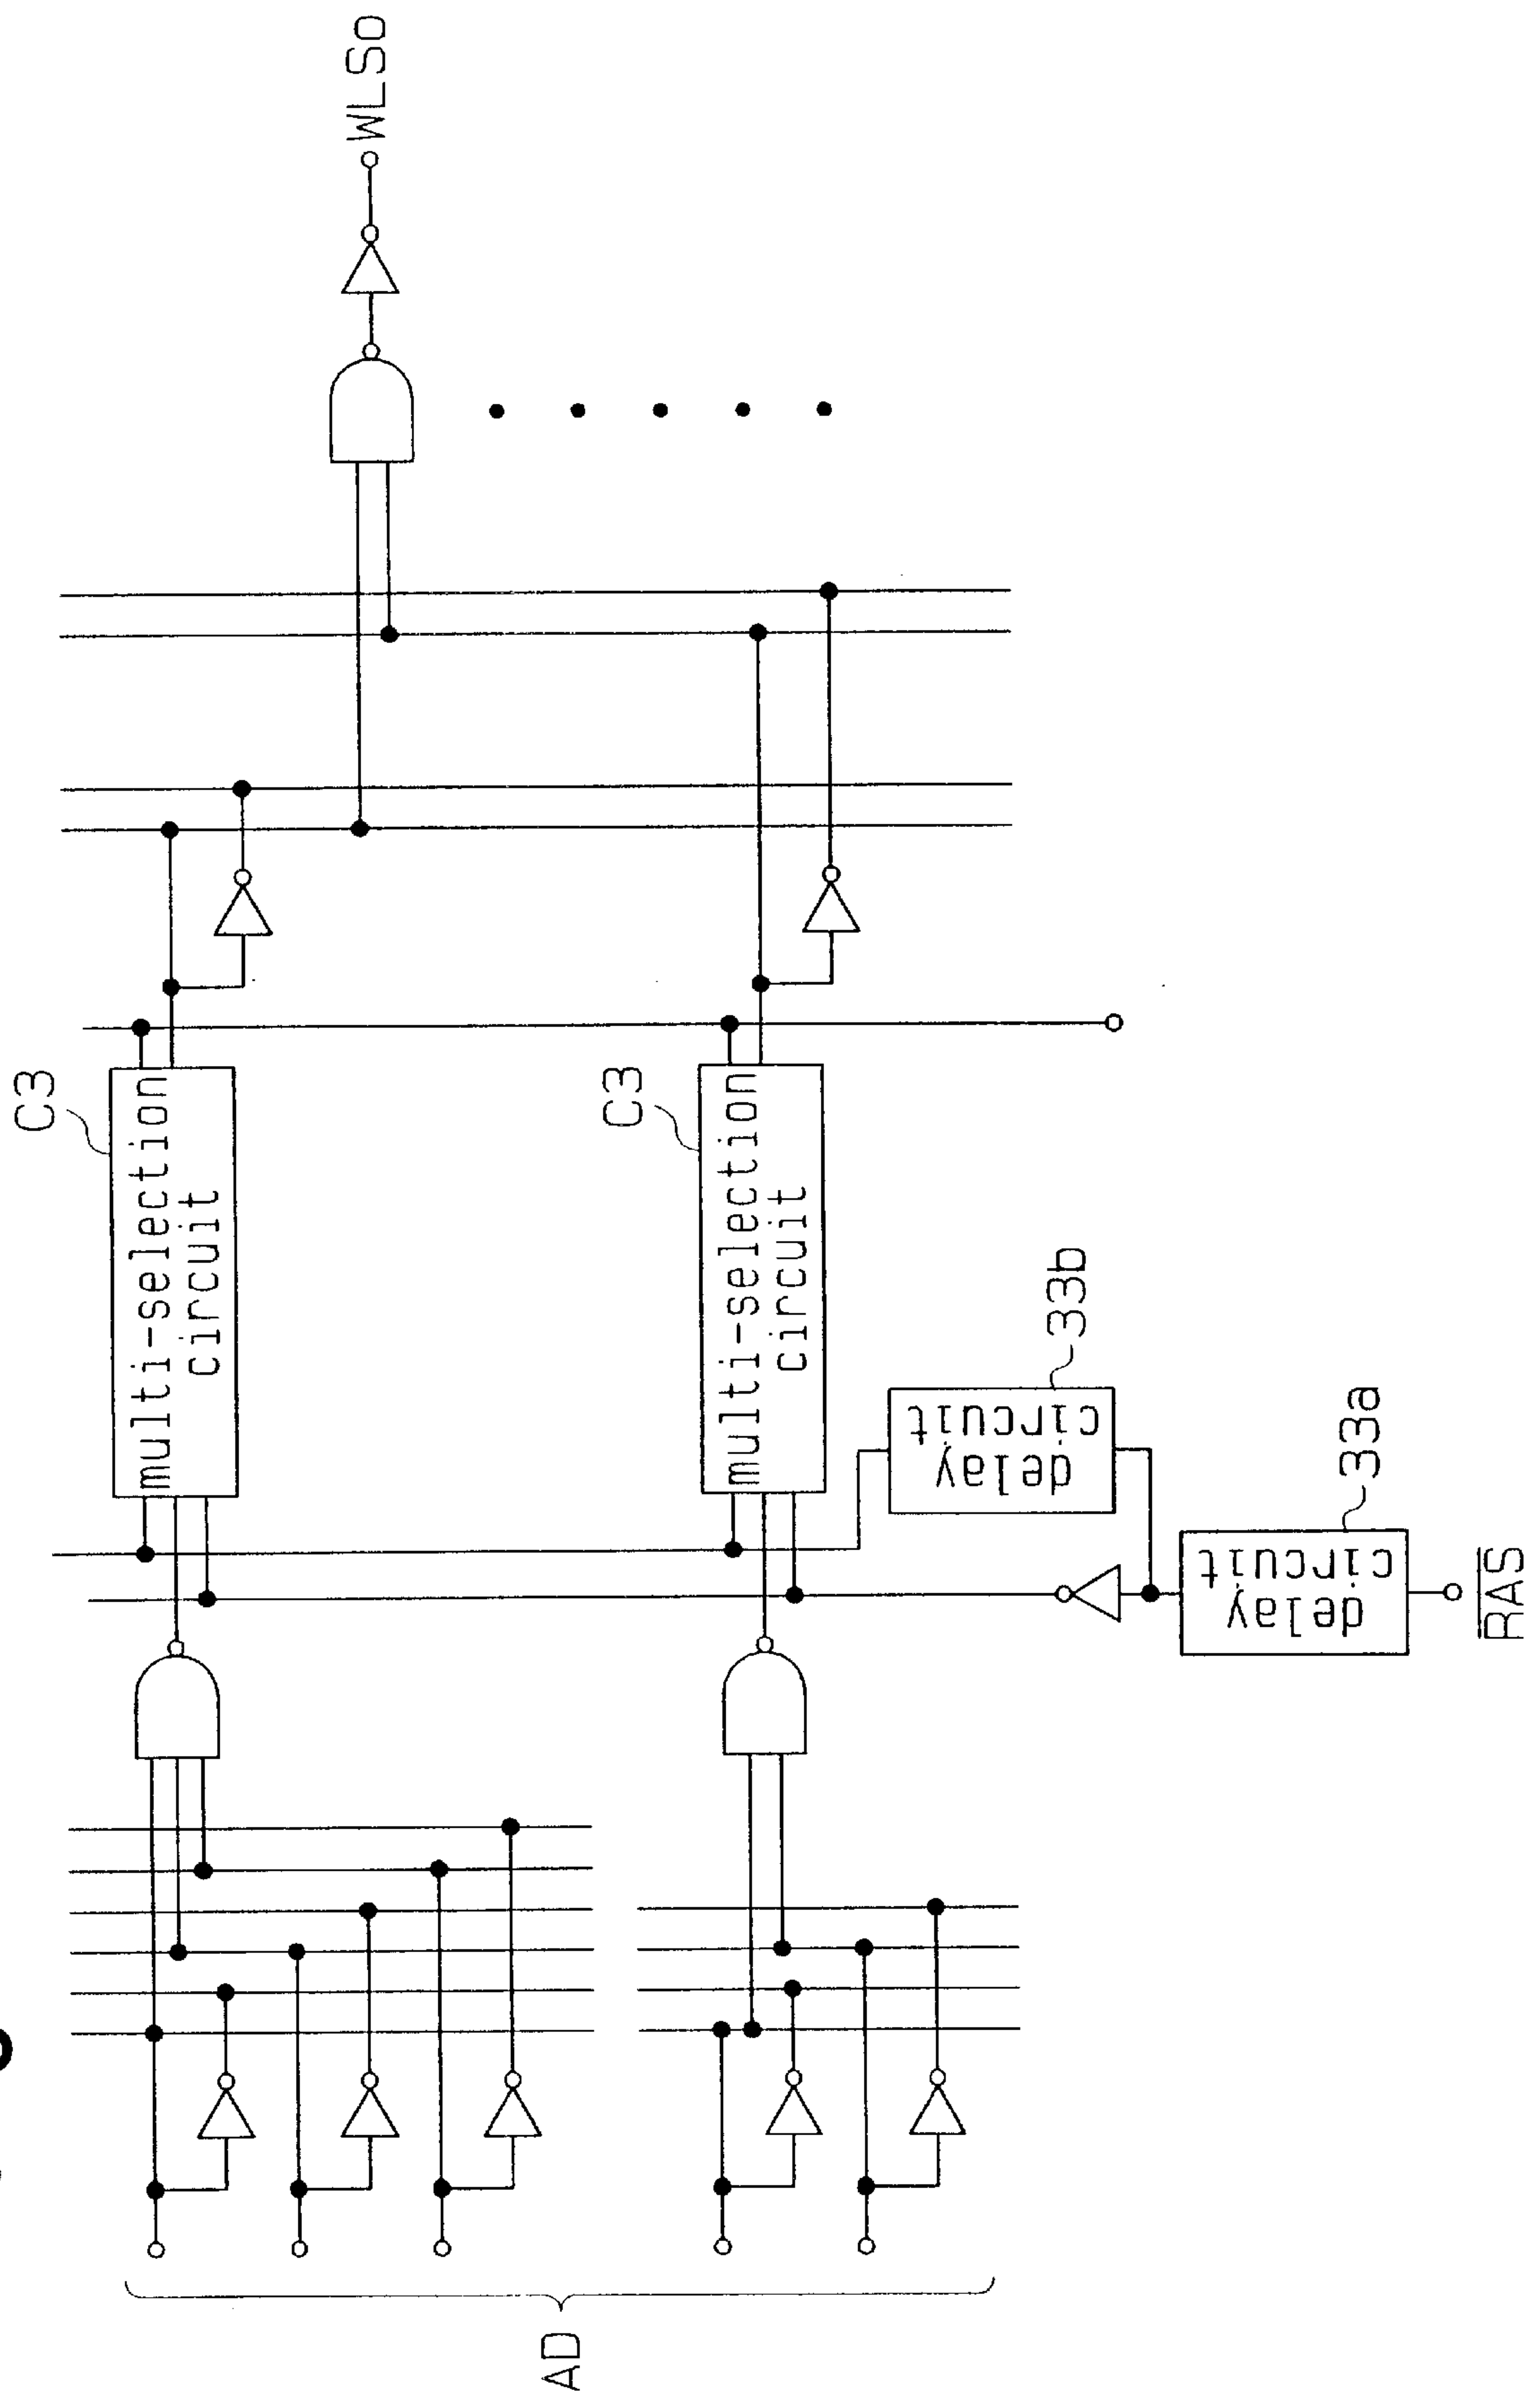 WLSo
C3
multi-selection
circuit
C3
multi-selection
circuit
33b
delay
circuit
33a
delay
circuit
RAS
AD